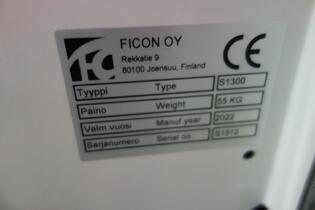 FC
FICON OY
Rekkatie 9
80100 Joensuu, Finland
CE
Tyyppi Type S1300
Paino Weight 55 KG
Valm.vuosi Manuf year 2022
Sarjanumero Serial no. S1512